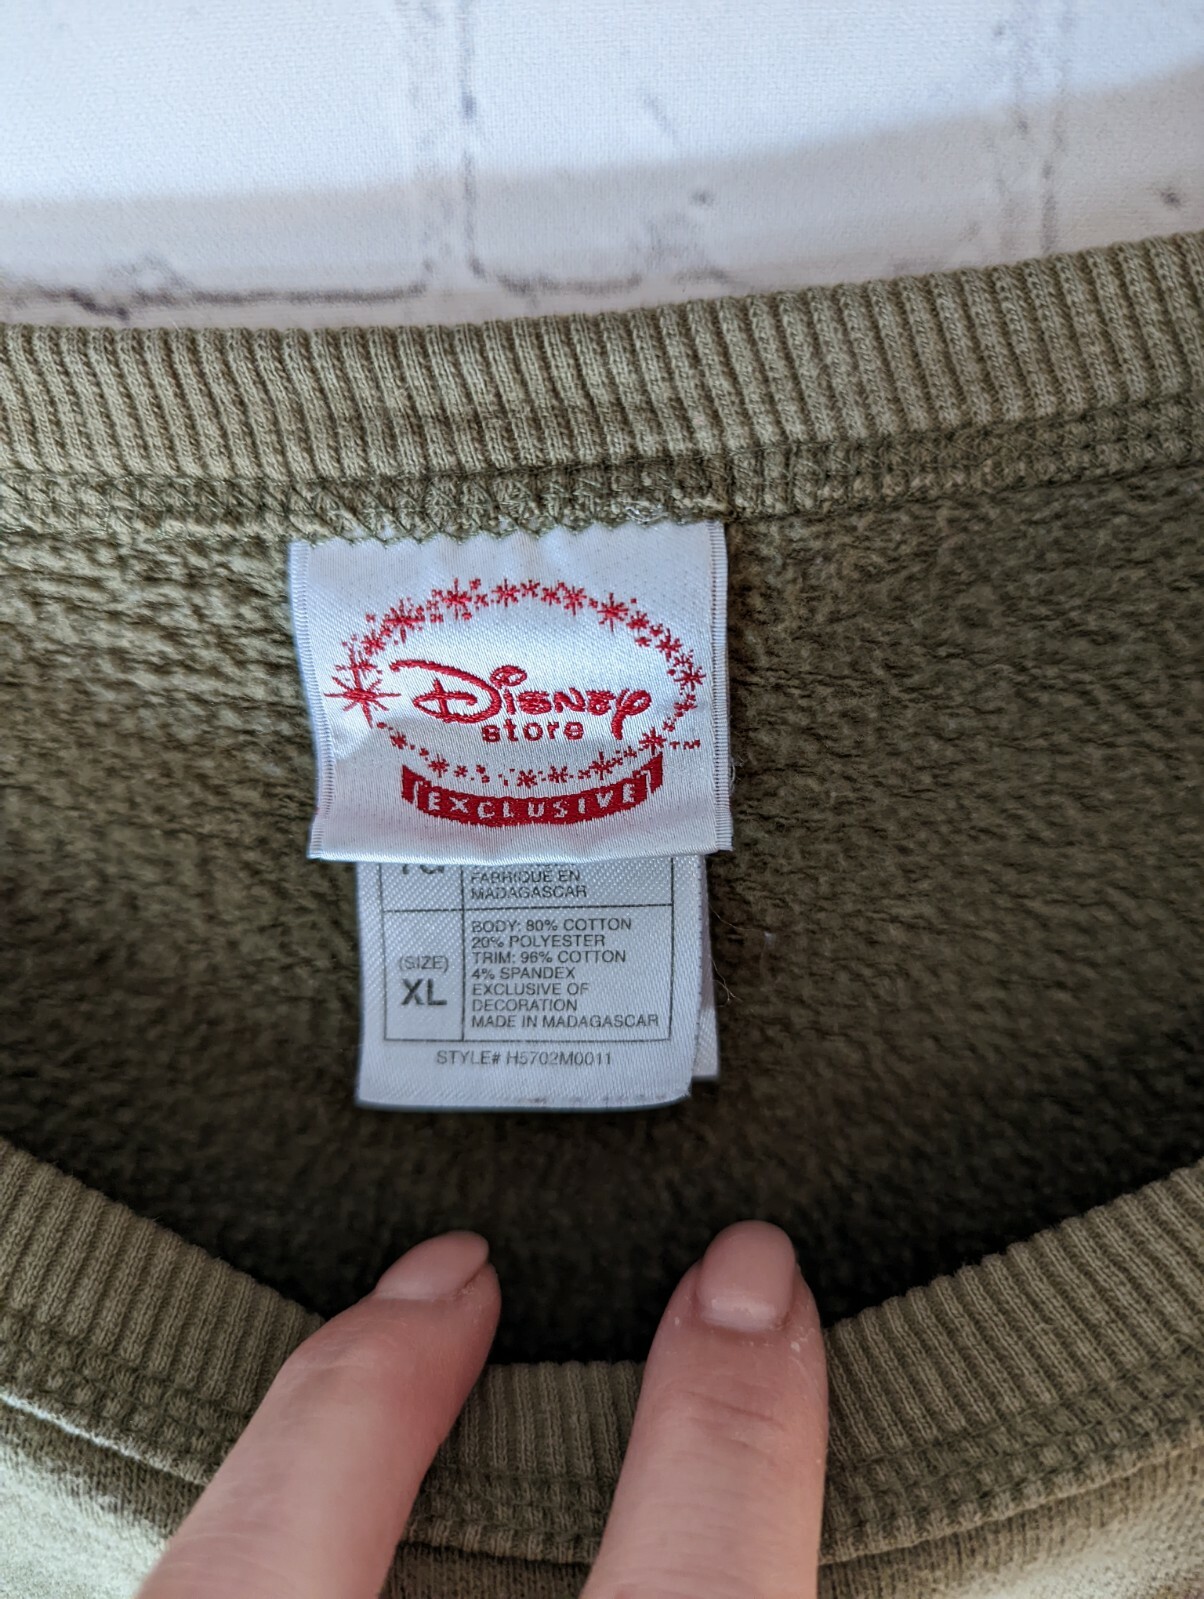 Disney
store
TM
EXCLUSIVE
FABRIQUE EN
MADAGASCAR
BODY: 80% COTTON
20% POLYESTER
TRIM: 96% COTTON
4% SPANDEX
EXCLUSIVE OF
DECORATION
MADE IN MADAGASCAR
(SIZE)
XL
STYLE# H5702M0011